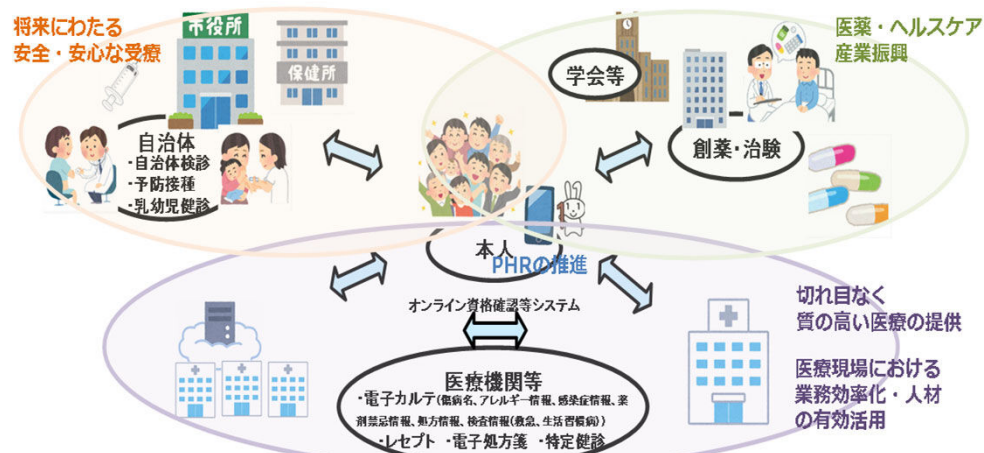 将来にわたる
安全・安心な受療
市役所
保健所
医薬・ヘルスケア
産業振興
学会等
創薬・治験
自治体
・自治体検診
・予防接種
・乳幼児健診
本人
PHRの推進
オンライン資格確認等システム
切れ目なく
質の高い医療の提供
医療機関等
・電子カルテ(傷病名、アレルギー情報、感染症情報、薬
剤禁忌情報、処方情報、検査情報(救急、生活習慣病))
・レセプト ・電子処方箋 ・特定健診
医療現場における
業務効率化・人材
の有効活用